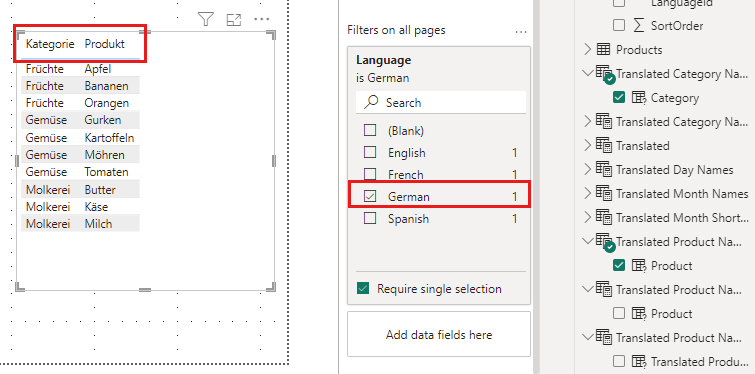 Kategorie Produkt
Früchte Apfel
Früchte Bananen
Früchte Orangen
Gemüse Gurken
Gemüse Kartoffeln
Gemüse Möhren
Gemüse Tomaten
Molkerei Butter
Molkerei Käse
Molkerei Milch
Filters on all pages
Language
is German
Search
(Blank)
English 1
French 1
German 1
Spanish 1
Require single selection
Add data fields here
LanguageId
SortOrder
Products
Translated Category Na...
Category
Translated Category Na...
Translated
Translated Day Names
Translated Month Names
Translated Month Short...
Translated Product Na...
Product
Translated Product Na...
Product
Translated Product Na...
Translated Produ...